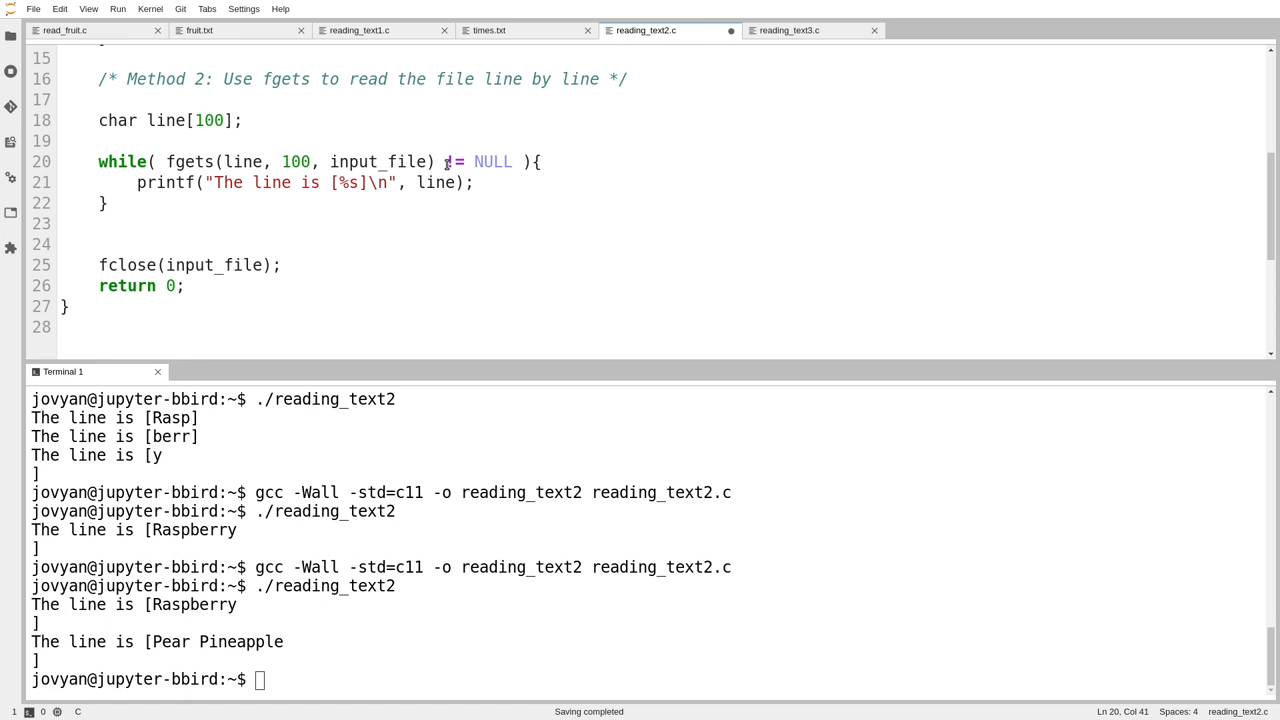 File Edit View Run Kernel Git Tabs Settings Help
read_fruit.c fruit.txt reading_text1.c times.txt reading_text2.c reading_text3.c
15
16 /* Method 2: Use fgets to read the file line by line */
17
18 char line[100];
19
20 while( fgets(line, 100, input_file) != NULL ){
21 printf("The line is [%s]\n", line);
22 }
23
24
25 fclose(input_file);
26 return 0;
27 }
28
Terminal 1
jovyan@jupyter-bbird:~$ ./reading_text2
The line is [Rasp]
The line is [berr]
The line is [y
]
jovyan@jupyter-bbird:~$ gcc -Wall -std=c11 -o reading_text2 reading_text2.c
jovyan@jupyter-bbird:~$ ./reading_text2
The line is [Raspberry
]
jovyan@jupyter-bbird:~$ gcc -Wall -std=c11 -o reading_text2 reading_text2.c
jovyan@jupyter-bbird:~$ ./reading_text2
The line is [Raspberry
]
The line is [Pear Pineapple
]
jovyan@jupyter-bbird:~$
1 0 C Saving completed Ln 20, Col 41 Spaces: 4 reading_text2.c